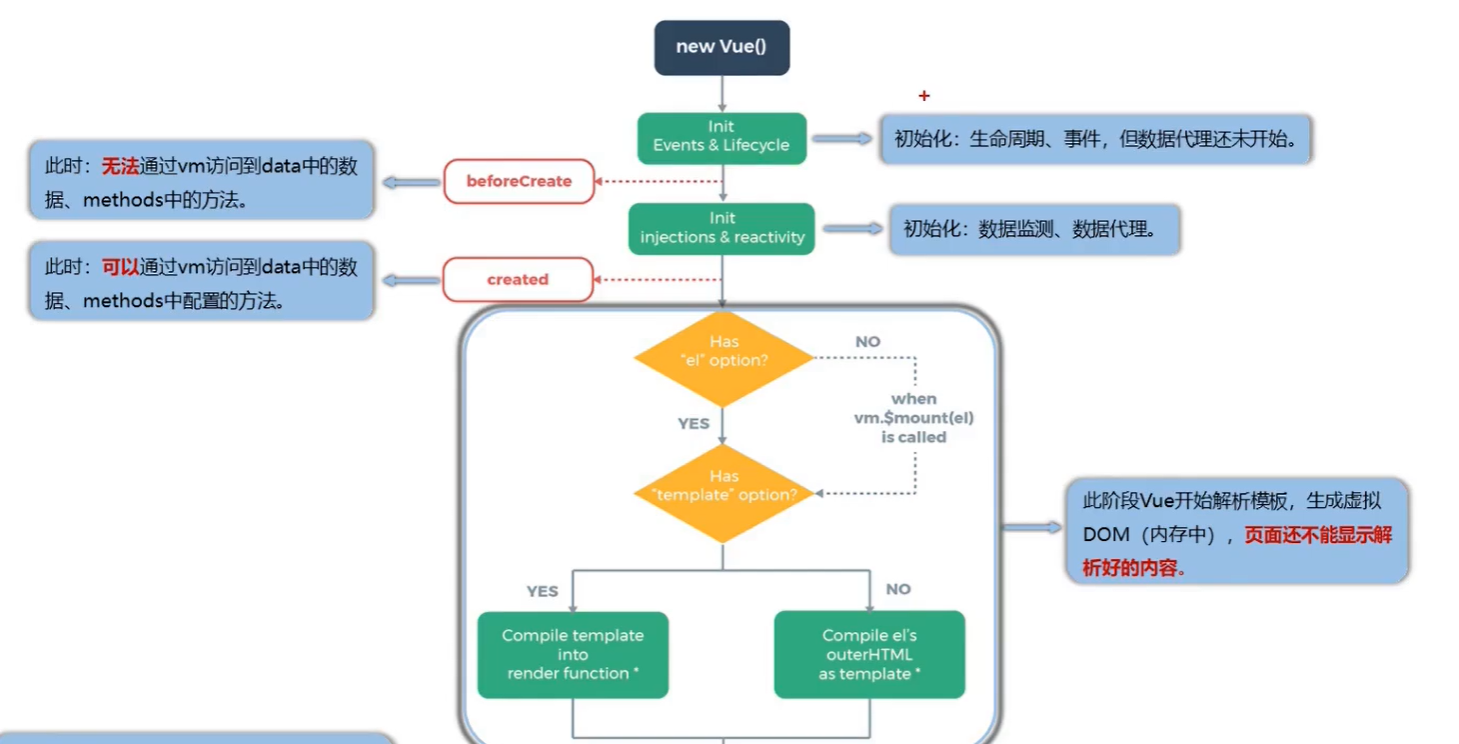 new Vue()
Init
Events & Lifecycle
初始化：生命周期、事件，但数据代理还未开始。
此时：无法通过vm访问到data中的数
据、methods中的方法。
beforeCreate
Init
injections & reactivity
初始化：数据监测、数据代理。
此时：可以通过vm访问到data中的数
据、methods中配置的方法。
created
Has
"el" option?
NO
when
vm.$mount(el)
is called
YES
Has
"template" option?
此阶段Vue开始解析模板，生成虚拟
DOM（内存中），页面还不能显示解
析好的内容。
YES
NO
Compile template
into
render function *
Compile el's
outerHTML
as template *